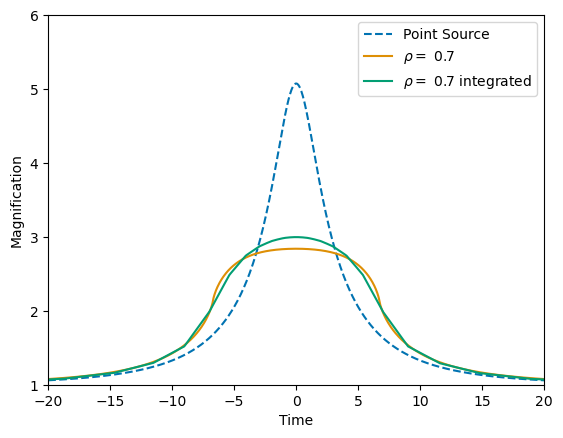 Point Source
ρ = 0.7
ρ = 0.7 integrated
6
5
4
3
2
1
Magnification
−20 −15 −10 −5 0 5 10 15 20
Time